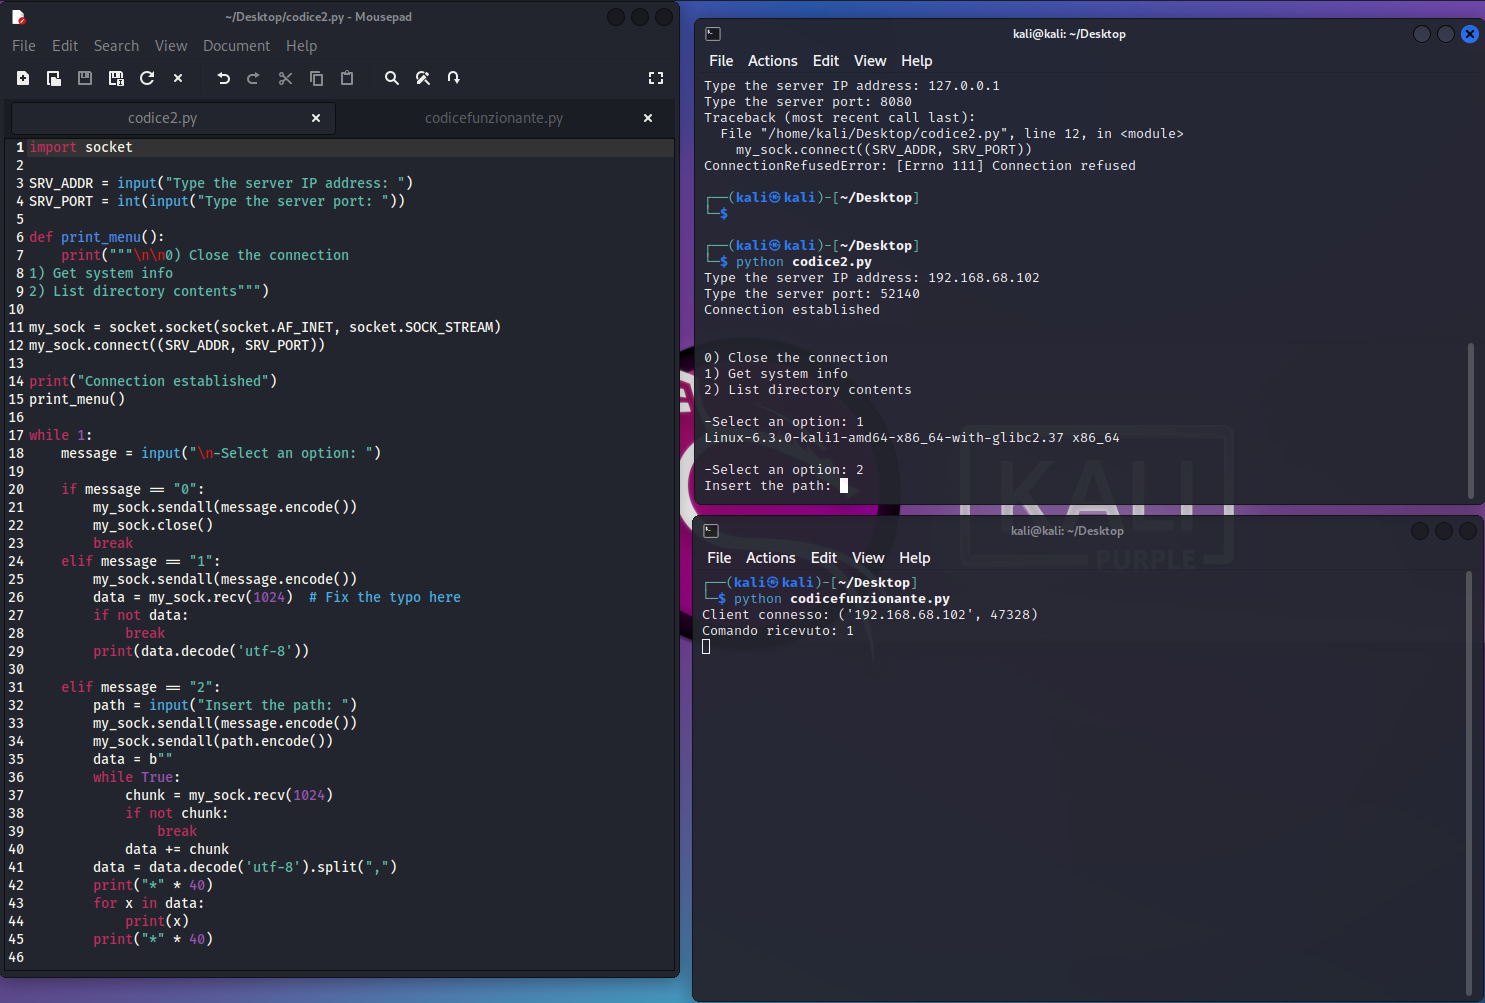 ~/Desktop/codice2.py - Mousepad
File Edit Search View Document Help
codice2.py
codicefunzionante.py
1 import socket
2
3 SRV_ADDR = input("Type the server IP address: ")
4 SRV_PORT = int(input("Type the server port: "))
5
6 def print_menu():
7     print("""\n\n0) Close the connection
8 1) Get system info
9 2) List directory contents""")
10
11 my_sock = socket.socket(socket.AF_INET, socket.SOCK_STREAM)
12 my_sock.connect((SRV_ADDR, SRV_PORT))
13
14 print("Connection established")
15 print_menu()
16
17 while 1:
18     message = input("\n-Select an option: ")
19
20     if message == "0":
21         my_sock.sendall(message.encode())
22         my_sock.close()
23         break
24     elif message == "1":
25         my_sock.sendall(message.encode())
26         data = my_sock.recv(1024)  # Fix the typo here
27         if not data:
28             break
29         print(data.decode('utf-8'))
30
31     elif message == "2":
32         path = input("Insert the path: ")
33         my_sock.sendall(message.encode())
34         my_sock.sendall(path.encode())
35         data = b""
36         while True:
37             chunk = my_sock.recv(1024)
38             if not chunk:
39                 break
40             data += chunk
41         data = data.decode('utf-8').split(",")
42         print("*" * 40)
43         for x in data:
44             print(x)
45         print("*" * 40)
46
kali@kali: ~/Desktop
File Actions Edit View Help
Type the server IP address: 127.0.0.1
Type the server port: 8080
Traceback (most recent call last):
  File "/home/kali/Desktop/codice2.py", line 12, in <module>
    my_sock.connect((SRV_ADDR, SRV_PORT))
ConnectionRefusedError: [Errno 111] Connection refused
┌──(kali㉿kali)-[~/Desktop]
└─$
┌──(kali㉿kali)-[~/Desktop]
└─$ python codice2.py
Type the server IP address: 192.168.68.102
Type the server port: 52140
Connection established
0) Close the connection
1) Get system info
2) List directory contents
-Select an option: 1
Linux-6.3.0-kali1-amd64-x86_64-with-glibc2.37 x86_64
-Select an option: 2
Insert the path:
KALI
PURPLE
kali@kali: ~/Desktop
File Actions Edit View Help
┌──(kali㉿kali)-[~/Desktop]
└─$ python codicefunzionante.py
Client connesso: ('192.168.68.102', 47328)
Comando ricevuto: 1